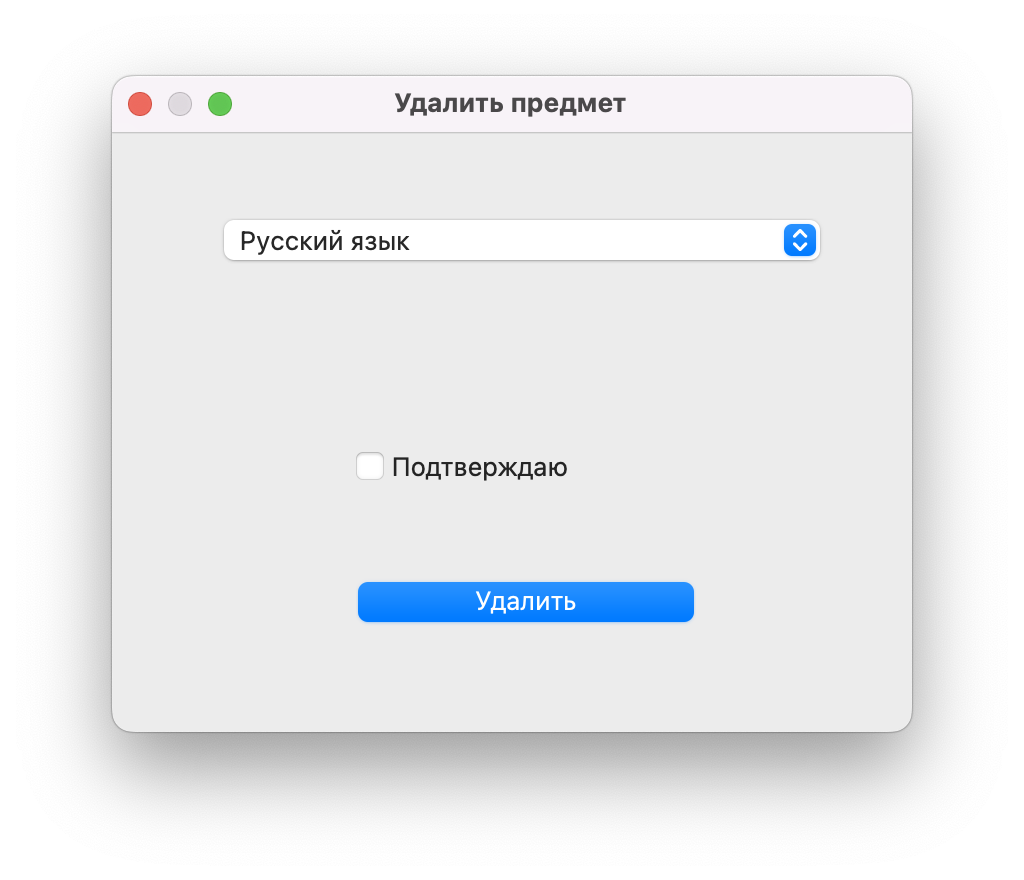 Удалить предмет
Русский язык
Подтверждаю
Удалить